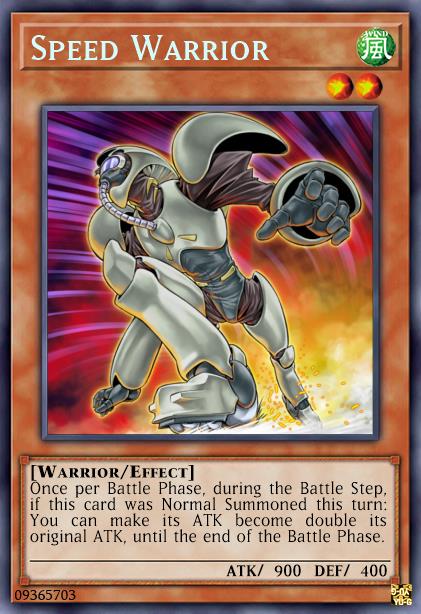 Speed Warrior
WIND
風
[Warrior/Effect]
Once per Battle Phase, during the Battle Step,
if this card was Normal Summoned this turn:
You can make its ATK become double its
original ATK, until the end of the Battle Phase.
ATK/ 900 DEF/ 400
09365703